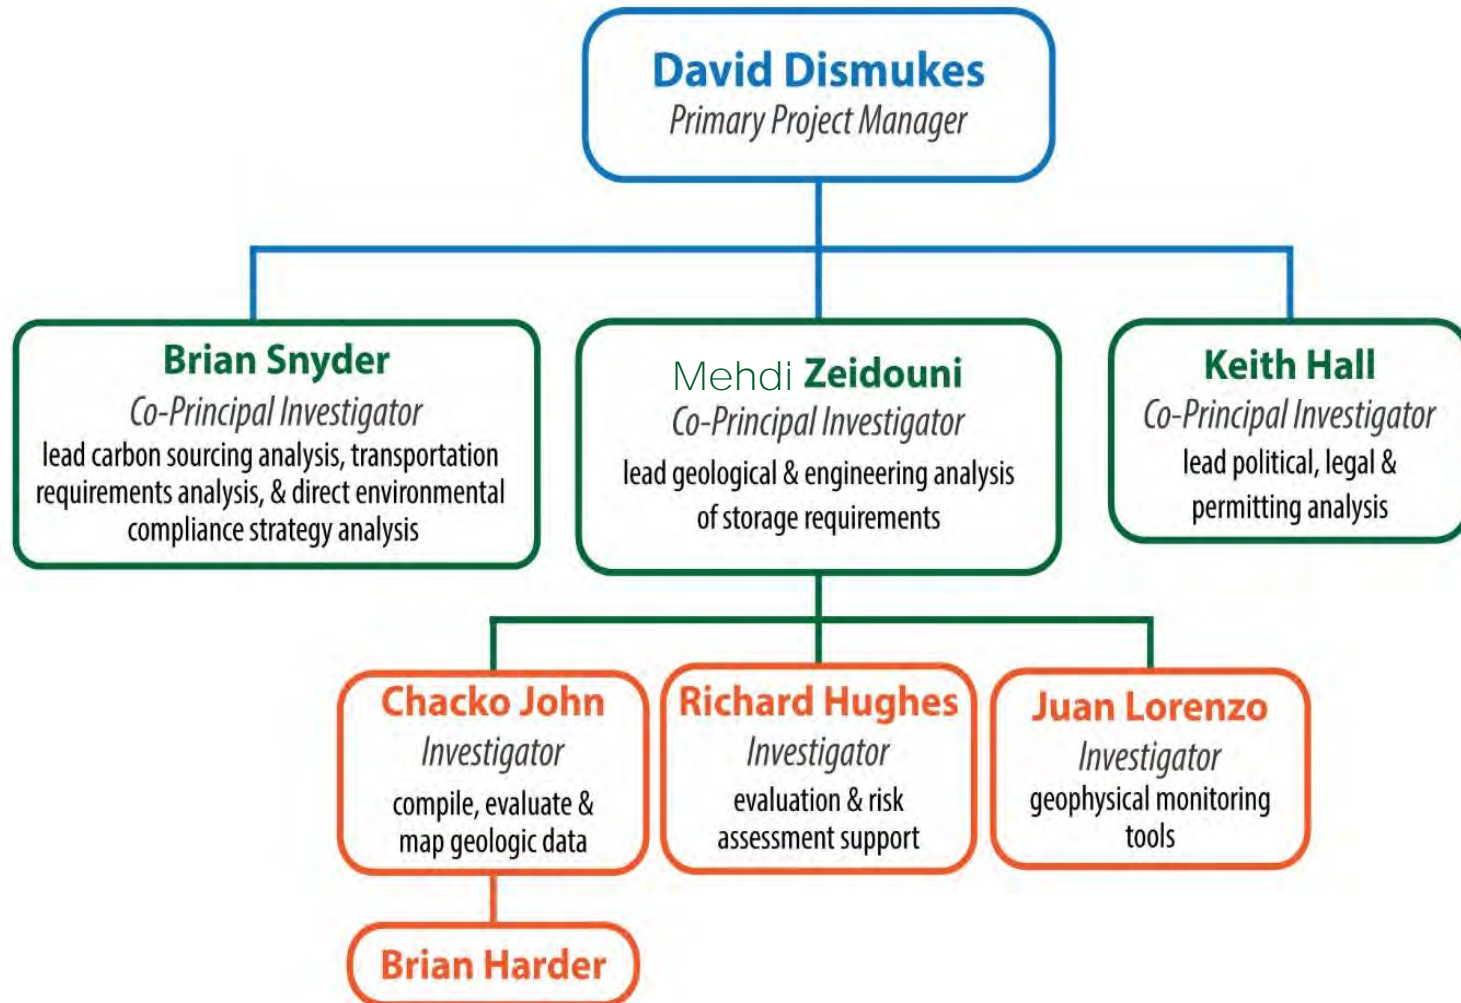 David Dismukes
Primary Project Manager
Brian Snyder
Co-Principal Investigator
lead carbon sourcing analysis, transportation
requirements analysis, & direct environmental
compliance strategy analysis
Mehdi Zeidouni
Co-Principal Investigator
lead geological & engineering analysis
of storage requirements
Keith Hall
Co-Principal Investigator
lead political, legal &
permitting analysis
Chacko John
Investigator
compile, evaluate &
map geologic data
Richard Hughes
Investigator
evaluation & risk
assessment support
Juan Lorenzo
Investigator
geophysical monitoring
tools
Brian Harder